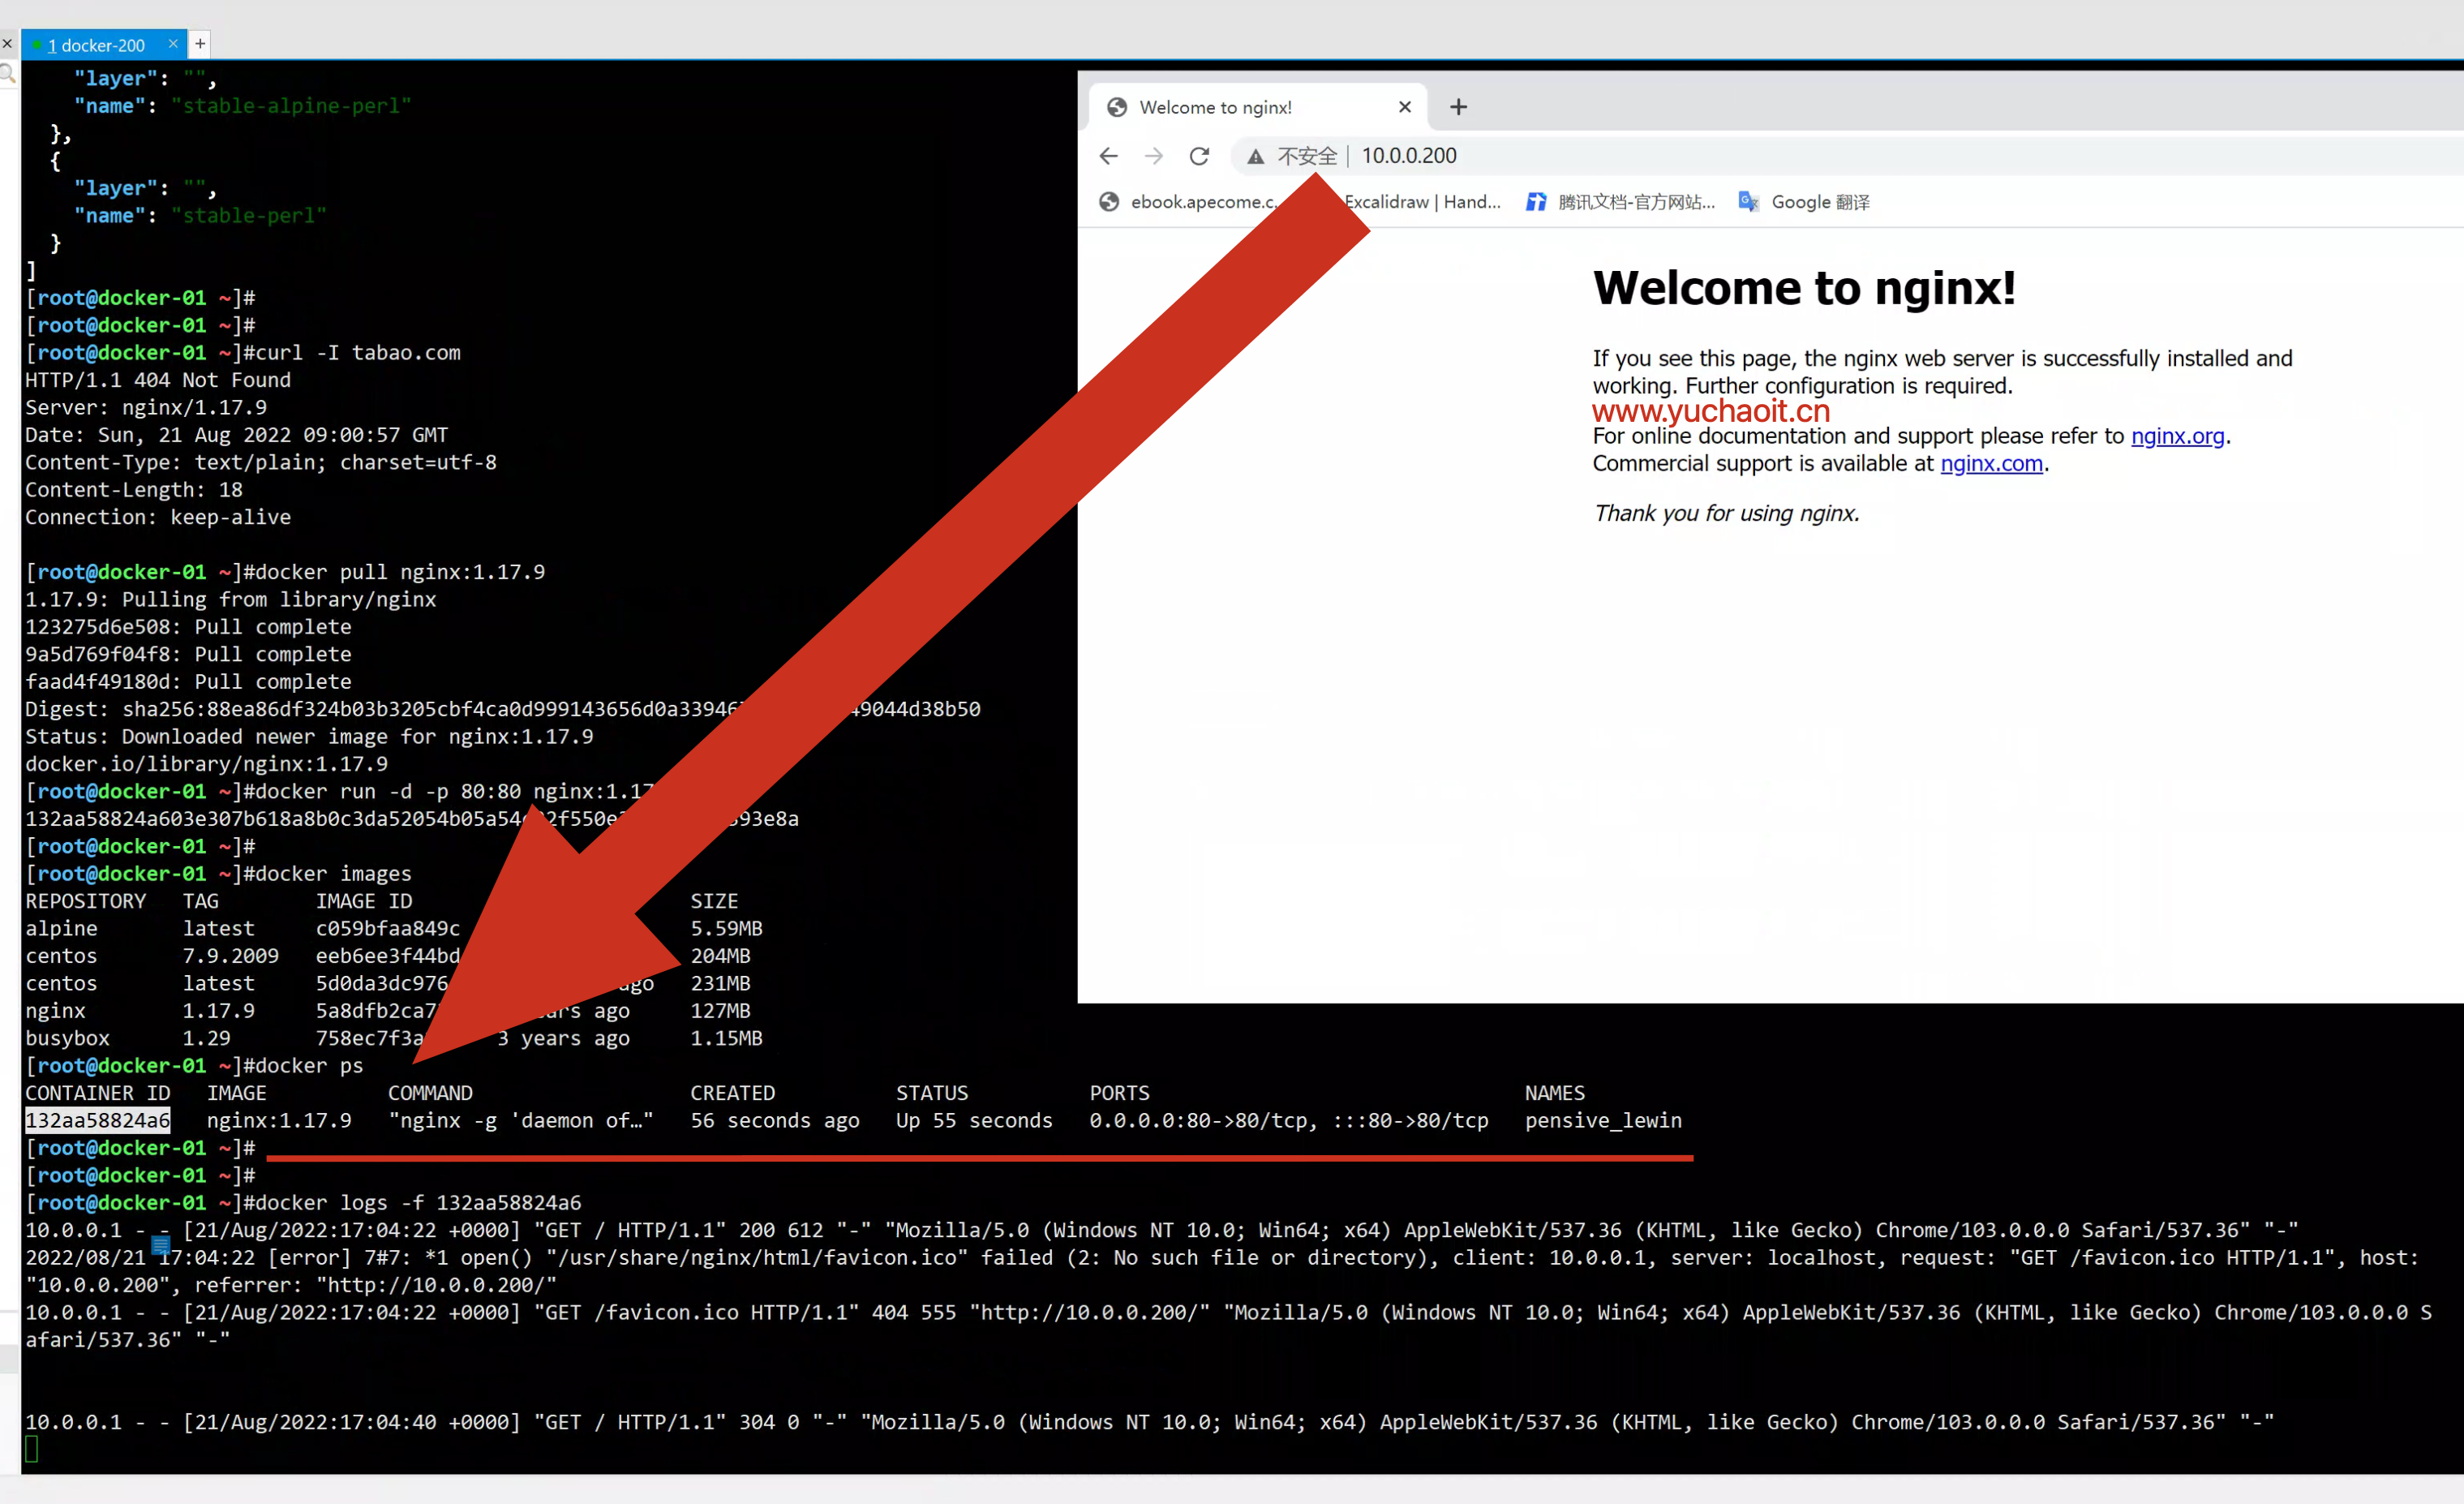 1 docker-200
"layer": "",
"name": "stable-alpine-perl"
},
{
"layer": "",
"name": "stable-perl"
}
]
[root@docker-01 ~]#
[root@docker-01 ~]#
[root@docker-01 ~]#curl -I tabao.com
HTTP/1.1 404 Not Found
Server: nginx/1.17.9
Date: Sun, 21 Aug 2022 09:00:57 GMT
Content-Type: text/plain; charset=utf-8
Content-Length: 18
Connection: keep-alive
[root@docker-01 ~]#docker pull nginx:1.17.9
1.17.9: Pulling from library/nginx
123275d6e508: Pull complete
9a5d769f04f8: Pull complete
faad4f49180d: Pull complete
Digest: sha256:88ea86df324b03b3205cbf4ca0d999143656d0a33946 49044d38b50
Status: Downloaded newer image for nginx:1.17.9
docker.io/library/nginx:1.17.9
[root@docker-01 ~]#docker run -d -p 80:80 nginx:1.17
[root@docker-01 ~]#
[root@docker-01 ~]#docker images
REPOSITORY TAG IMAGE ID SIZE
alpine latest c059bfaa849c 5.59MB
centos 7.9.2009 eeb6ee3f44bd 204MB
centos latest 5d0da3dc976 ago 231MB
nginx 1.17.9 5a8dfb2ca7 ago 127MB
busybox 1.29 758ec7f3a 3 years ago 1.15MB
[root@docker-01 ~]#docker ps
CONTAINER ID IMAGE COMMAND CREATED STATUS PORTS NAMES
132aa58824a6 nginx:1.17.9 "nginx -g 'daemon of…" 56 seconds ago Up 55 seconds 0.0.0.0:80->80/tcp, :::80->80/tcp pensive_lewin
[root@docker-01 ~]#
[root@docker-01 ~]#
[root@docker-01 ~]#docker logs -f 132aa58824a6
10.0.0.1 - - [21/Aug/2022:17:04:22 +0000] "GET / HTTP/1.1" 200 612 "-" "Mozilla/5.0 (Windows NT 10.0; Win64; x64) AppleWebKit/537.36 (KHTML, like Gecko) Chrome/103.0.0.0 Safari/537.36" "-"
2022/08/21 17:04:22 [error] 7#7: *1 open() "/usr/share/nginx/html/favicon.ico" failed (2: No such file or directory), client: 10.0.0.1, server: localhost, request: "GET /favicon.ico HTTP/1.1", host:
"10.0.0.200", referrer: "http://10.0.0.200/"
10.0.0.1 - - [21/Aug/2022:17:04:22 +0000] "GET /favicon.ico HTTP/1.1" 404 555 "http://10.0.0.200/" "Mozilla/5.0 (Windows NT 10.0; Win64; x64) AppleWebKit/537.36 (KHTML, like Gecko) Chrome/103.0.0.0 S
afari/537.36" "-"
10.0.0.1 - - [21/Aug/2022:17:04:40 +0000] "GET / HTTP/1.1" 304 0 "-" "Mozilla/5.0 (Windows NT 10.0; Win64; x64) AppleWebKit/537.36 (KHTML, like Gecko) Chrome/103.0.0.0 Safari/537.36" "-"
Welcome to nginx!
不安全 | 10.0.0.200
ebook.apecome.c... Excalidraw | Hand... 腾讯文档-官方网站... Google 翻译
Welcome to nginx!
If you see this page, the nginx web server is successfully installed and
working. Further configuration is required.
www.yuchaoit.cn
For online documentation and support please refer to nginx.org.
Commercial support is available at nginx.com.
Thank you for using nginx.